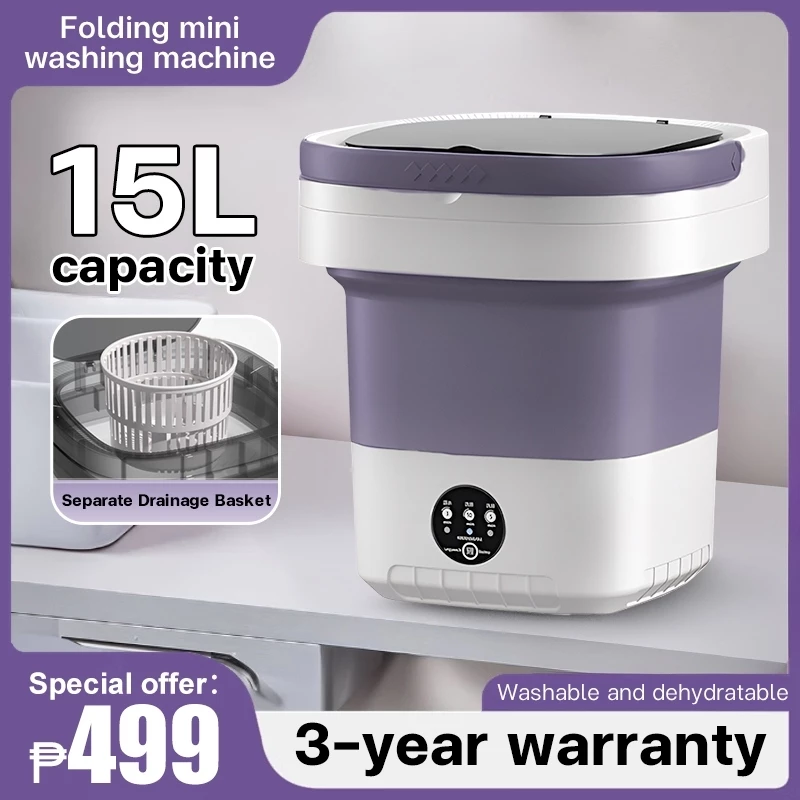 Folding mini
washing machine
15L
capacity
Separate Drainage Basket
Special offer:
₱499
Washable and dehydratable
3-year warranty